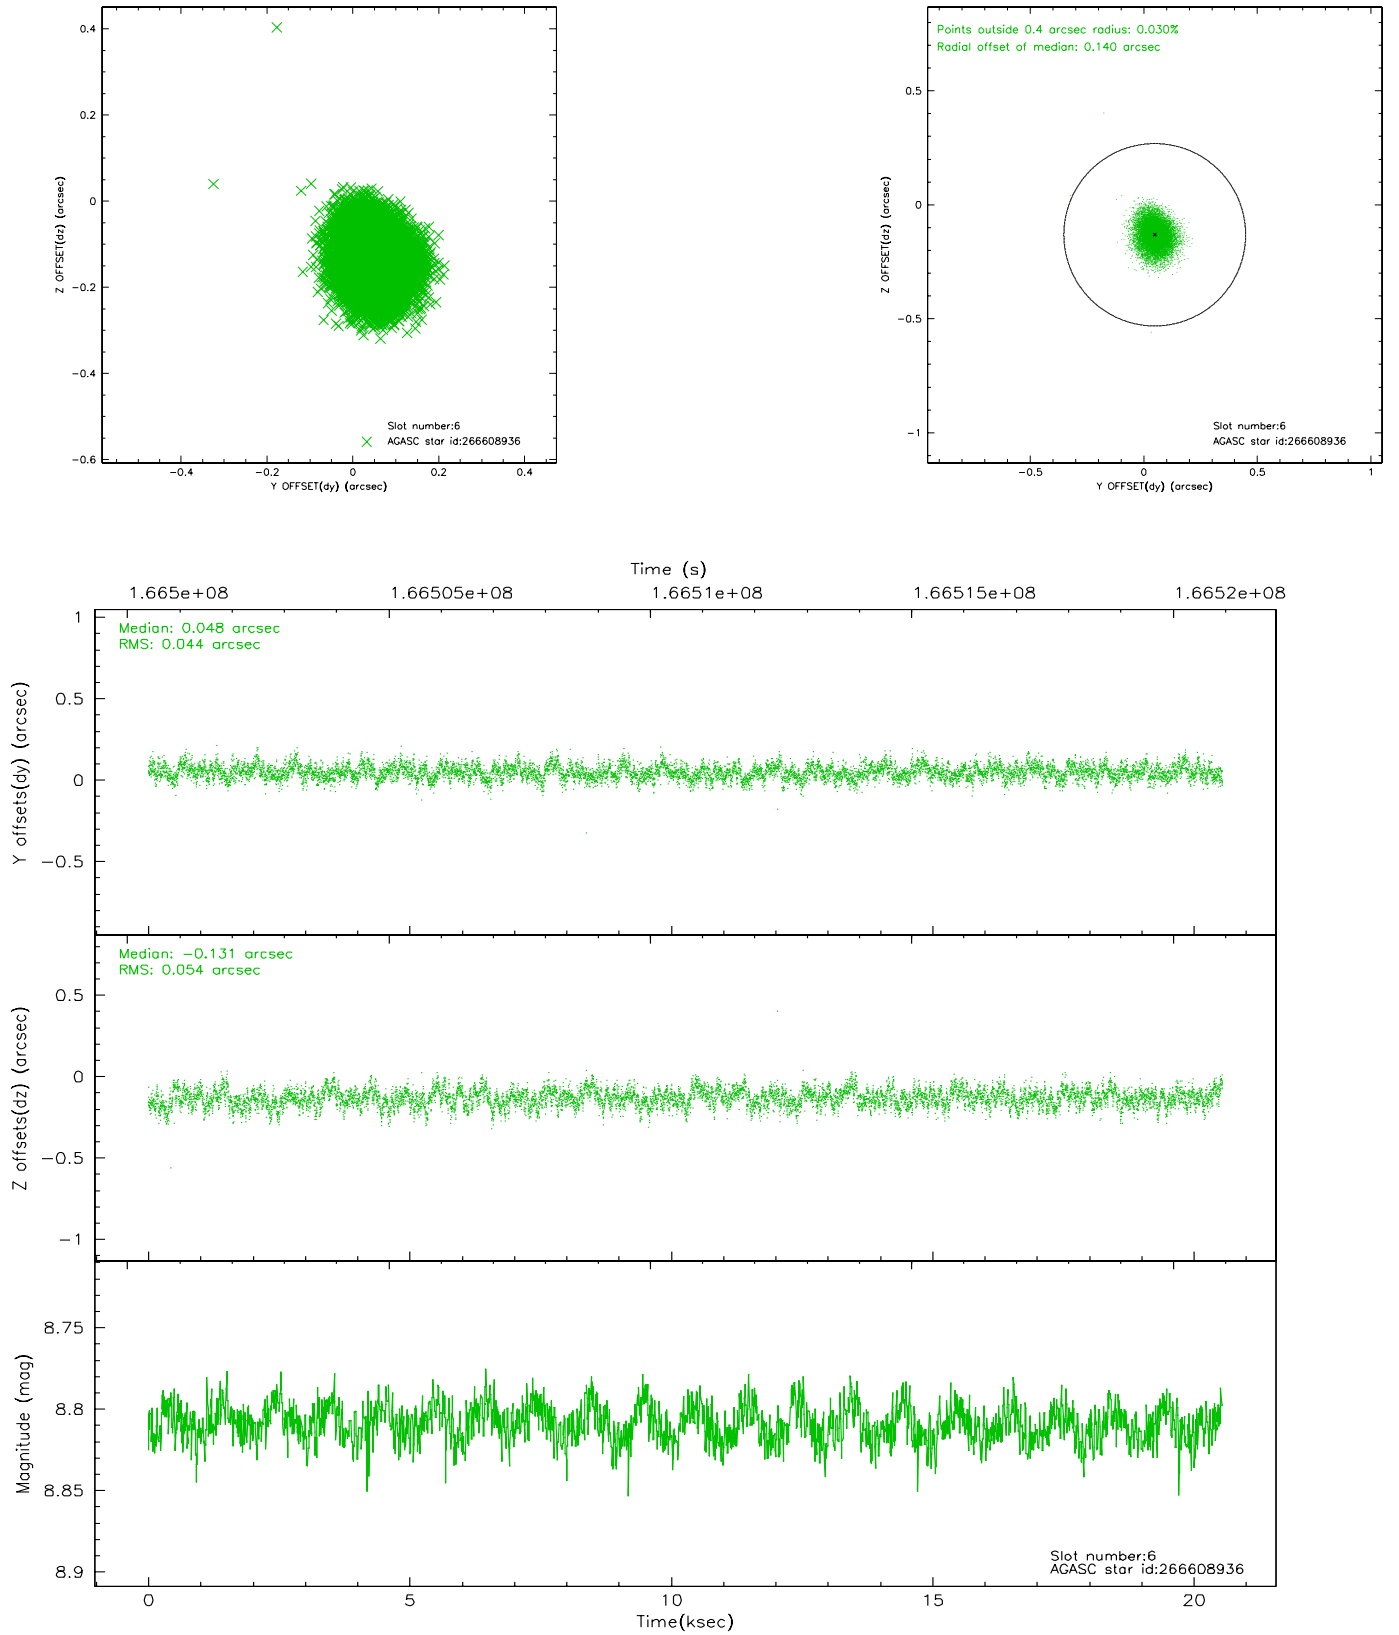 0.4
0.2
0
−0.2
−0.4
−0.6
Z OFFSET(dz) (arcsec)
Slot number:6
AGASC star id:266608936
−0.4 −0.2 0 0.2 0.4
Y OFFSET(dy) (arcsec)
Points outside 0.4 arcsec radius: 0.030%
Radial offset of median: 0.140 arcsec
0.5
0
−0.5
−1
Z OFFSET(dz) (arcsec)
Slot number:6
AGASC star id:266608936
−0.5 0 0.5 1
Y OFFSET(dy) (arcsec)
Time (s)
1.665e+08 1.66505e+08 1.6651e+08 1.66515e+08 1.6652e+08
Median: 0.048 arcsec
RMS: 0.044 arcsec
1
0.5
0
−0.5
Y offsets(dy) (arcsec)
Median: −0.131 arcsec
RMS: 0.054 arcsec
0.5
0
−0.5
−1
Z offsets(dz) (arcsec)
8.75
8.8
8.85
8.9
Magnitude (mag)
Slot number:6
AGASC star id:266608936
0 5 10 15 20
Time(ksec)